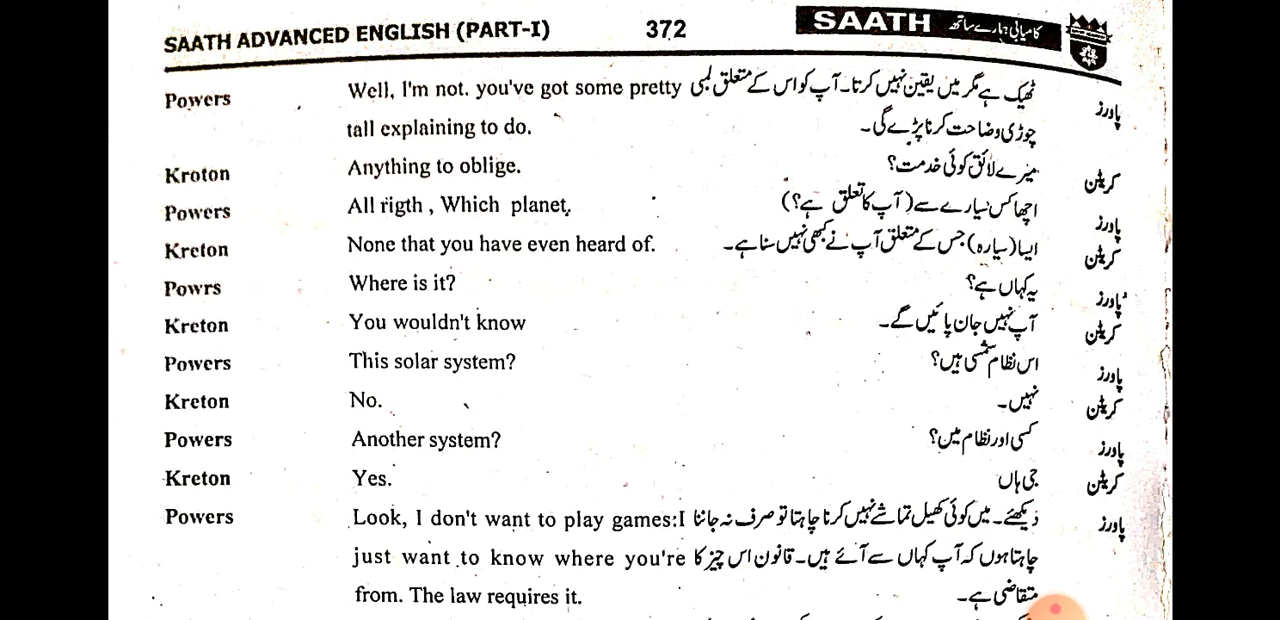 SAATH ADVANCED ENGLISH (PART-I) 372 SAATH کامیابی ہمارے ساتھ
Powers Well, I'm not. you've got some pretty ٹھیک ہے مگر میں یقین نہیں کرتا۔ آپ کو اس کے متعلق لمبی پاورز
tall explaining to do. چوڑی وضاحت کرنا پڑے گی۔
Kroton Anything to oblige. میرے لائق کوئی خدمت؟ کریٹن
Powers All rigth , Which planet. اچھا کس سیارے سے (آپ کا تعلق ہے؟) پاورز
Kreton None that you have even heard of. ایسا (سیارہ) جس کے متعلق آپ نے کبھی نہیں سنا ہے۔ کریٹن
Powrs Where is it? یہ کہاں ہے؟ پاورز
Kreton You wouldn't know آپ نہیں جان پائیں گے۔ کریٹن
Powers This solar system? اس نظام شمسی ہیں؟ پاورز
Kreton No. نہیں۔ کریٹن
Powers Another system? کسی اور نظام میں؟ پاورز
Kreton Yes. جی ہاں کریٹن
Powers Look, I don't want to play games:I دیکھئے۔ میں کوئی کھیل تماشے نہیں کرنا چاہتا تو صرف نہ جاننا پاورز
just want to know where you're چاہتا ہوں کہ آپ کہاں سے آئے ہیں۔ قانون اس چیز کا
from. The law requires it. متقاضی ہے۔